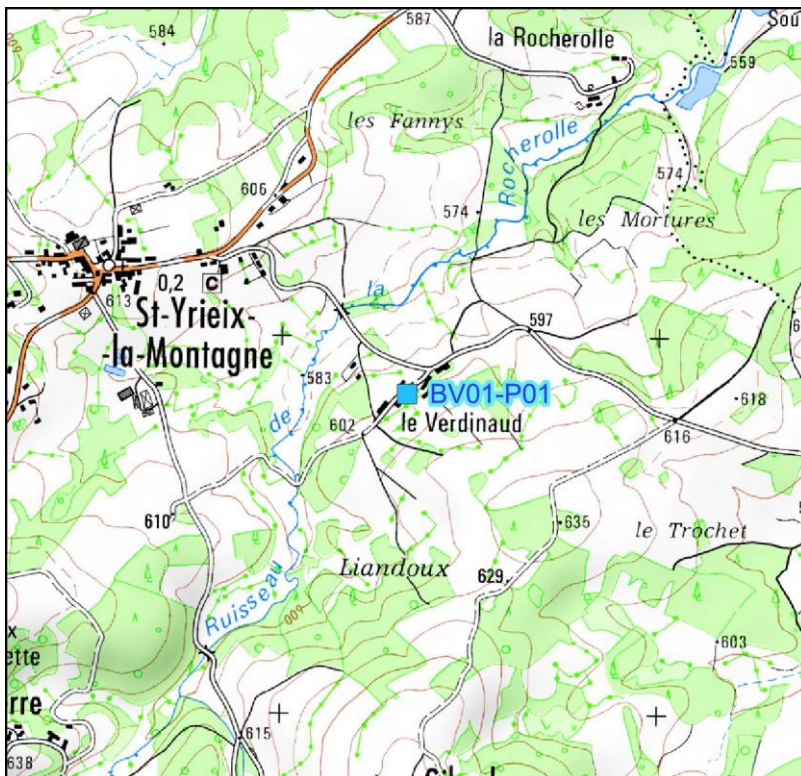 584
587
la Rocherolle
Sou
559
009
les Fannys
Rocherolle
574
606
574
les Mortures
la
0,2
C
613
St-Yrieix-
-la-Montagne
597
583
de
BV01-P01
618
602
le Verdinaud
616
610
635
le Trochet
Liandoux
629
Ruisseau
009
603
ette
rre
615
638